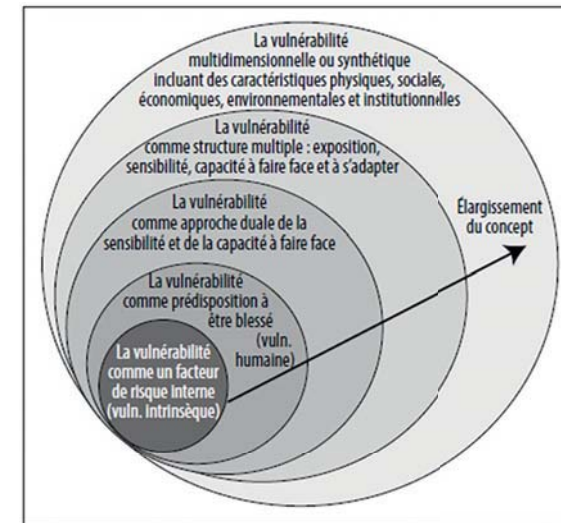 La vulnérabilité
multidimensionnelle ou synthétique
incluant des caractéristiques physiques, sociales,
économiques, environnementales et institutionnelles
La vulnérabilité
comme structure multiple : exposition,
sensibilité, capacité à faire face et à s'adapter
La vulnérabilité
comme approche duale de la
sensibilité et de la capacité à faire face
Élargissement
du concept
La vulnérabilité
comme prédisposition à
être blessé
(vuln.
humaine)
La vulnérabilité
comme un facteur
de risque interne
(vuln. intrinsèque)